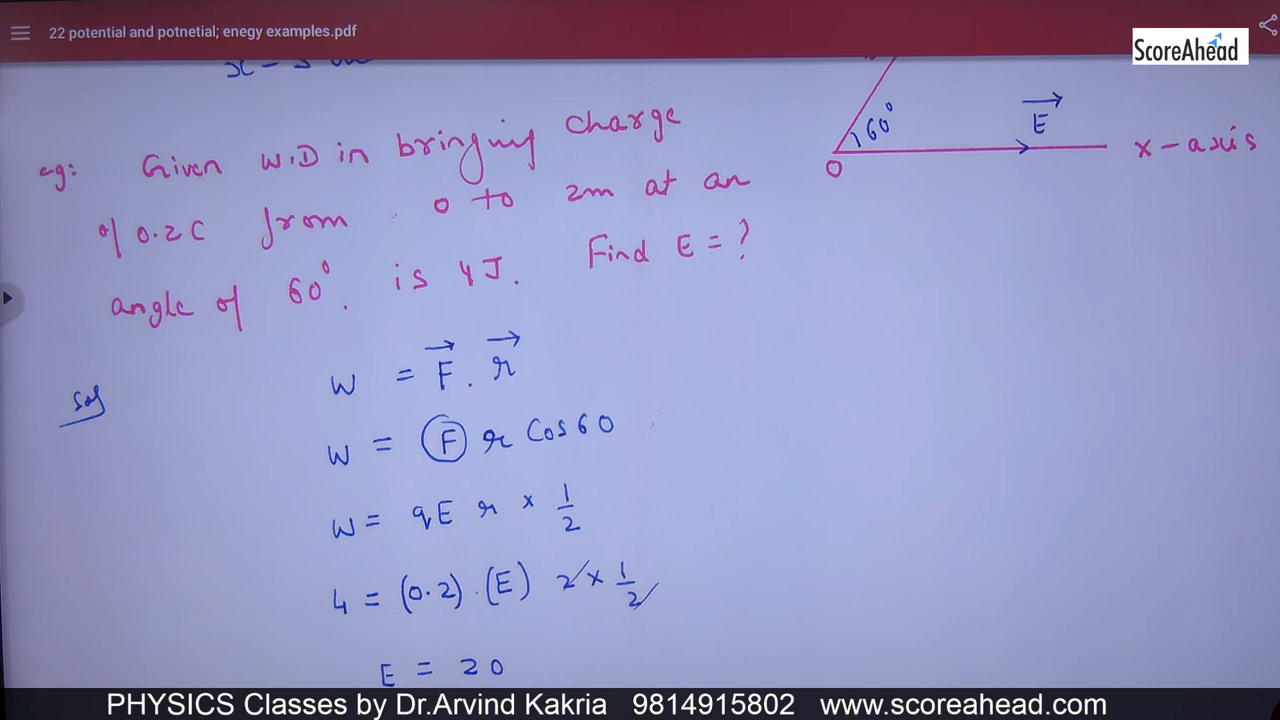 22 potential and potnetial; enegy examples.pdf
ScoreAhead
60°
E
x-axis
O
eg: Given W.D in bringing charge
of 0.2C from 0 to 2m at an
angle of 60°. is 4J. Find E = ?
Sol
W = F . r
W = F r Cos60
W = qE r × 1/2
4 = (0.2) . (E) 2 × 1/2
E = 20
PHYSICS Classes by Dr.Arvind Kakria 9814915802 www.scoreahead.com